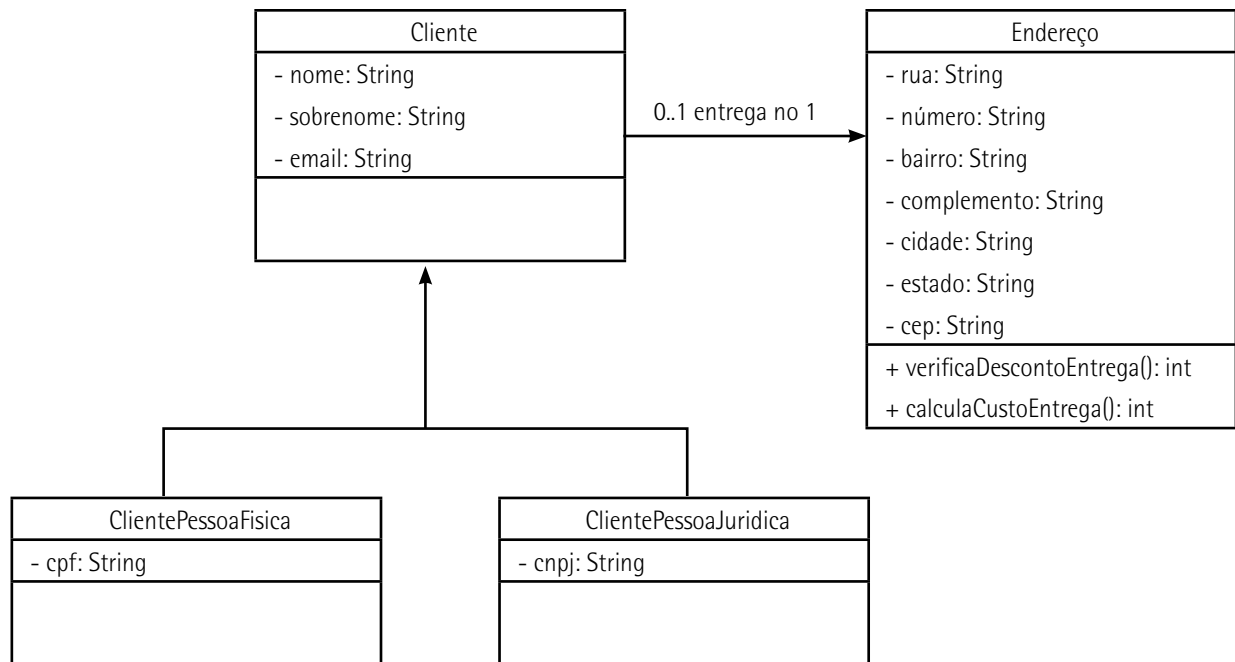 Cliente
- nome: String
- sobrenome: String
- email: String
0..1 entrega no 1
Endereço
- rua: String
- número: String
- bairro: String
- complemento: String
- cidade: String
- estado: String
- cep: String
+ verificaDescontoEntrega(): int
+ calculaCustoEntrega(): int
ClientePessoaFisica
- cpf: String
ClientePessoaJuridica
- cnpj: String